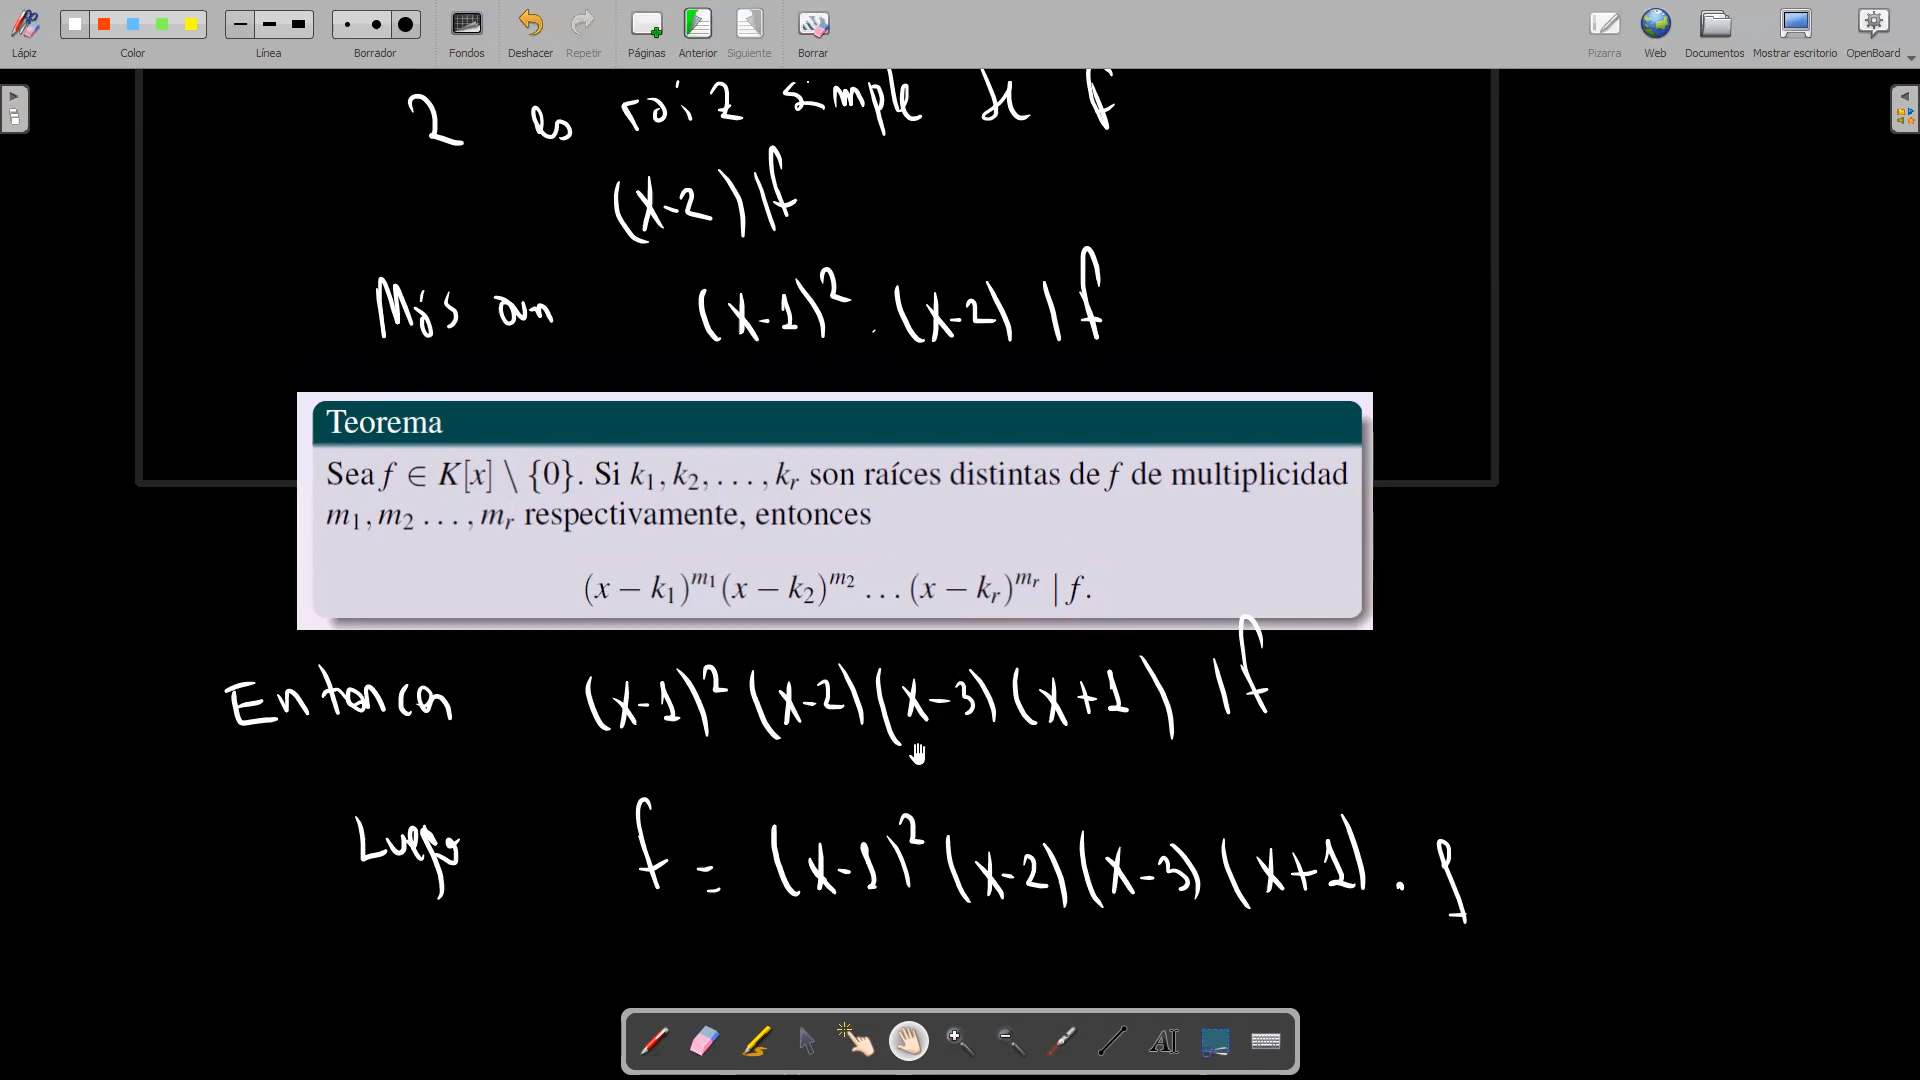 Lápiz Color Línea Borrador Fondos Deshacer Repetir Páginas Anterior Siguiente Borrar Pizarra Web Documentos Mostrar escritorio OpenBoard
2 es raiz simple de f
(x-2) | f
Más aun (x-1)² . (x-2) | f
Teorema
Sea f ∈ K[x] \ {0}. Si k₁, k₂, . . . , kᵣ son raíces distintas de f de multiplicidad
m₁, m₂ . . . , mᵣ respectivamente, entonces
(x − k₁)^m₁ (x − k₂)^m₂ . . . (x − kᵣ)^mᵣ | f.
Entonces (x-1)² (x-2) (x-3) (x+1) | f
Luego f = (x-1)² (x-2) (x-3) (x+1) . q
AI